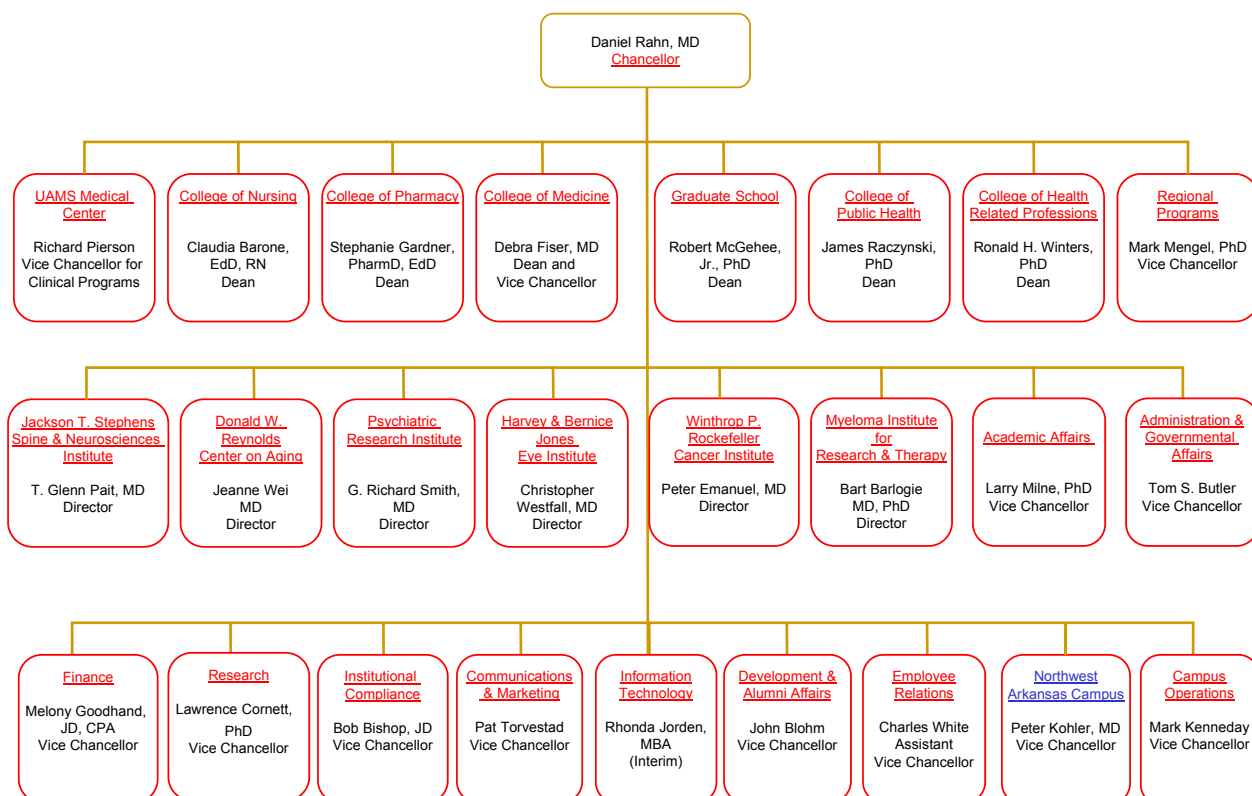 Daniel Rahn, MD
Chancellor
UAMS Medical
Center
Richard Pierson
Vice Chancellor for
Clinical Programs
College of Nursing
Claudia Barone,
EdD, RN
Dean
College of Pharmacy
Stephanie Gardner,
PharmD, EdD
Dean
College of Medicine
Debra Fiser, MD
Dean and
Vice Chancellor
Graduate School
Robert McGehee,
Jr., PhD
Dean
College of
Public Health
James Raczynski,
PhD
Dean
College of Health
Related Professions
Ronald H. Winters,
PhD
Dean
Regional
Programs
Mark Mengel, PhD
Vice Chancellor
Jackson T. Stephens
Spine & Neurosciences
Institute
T. Glenn Pait, MD
Director
Donald W.
Reynolds
Center on Aging
Jeanne Wei
MD
Director
Psychiatric
Research Institute
G. Richard Smith,
MD
Director
Harvey & Bernice
Jones
Eye Institute
Christopher
Westfall, MD
Director
Winthrop P.
Rockefeller
Cancer Institute
Peter Emanuel, MD
Director
Myeloma Institute
for
Research & Therapy
Bart Barlogie
MD, PhD
Director
Academic Affairs
Larry Milne, PhD
Vice Chancellor
Administration &
Governmental
Affairs
Tom S. Butler
Vice Chancellor
Finance
Melony Goodhand,
JD, CPA
Vice Chancellor
Research
Lawrence Cornett,
PhD
Vice Chancellor
Institutional
Compliance
Bob Bishop, JD
Vice Chancellor
Communications
& Marketing
Pat Torvestad
Vice Chancellor
Information
Technology
Rhonda Jorden,
MBA
(Interim)
Development &
Alumni Affairs
John Blohm
Vice Chancellor
Employee
Relations
Charles White
Assistant
Vice Chancellor
Northwest
Arkansas Campus
Peter Kohler, MD
Vice Chancellor
Campus
Operations
Mark Kenneday
Vice Chancellor